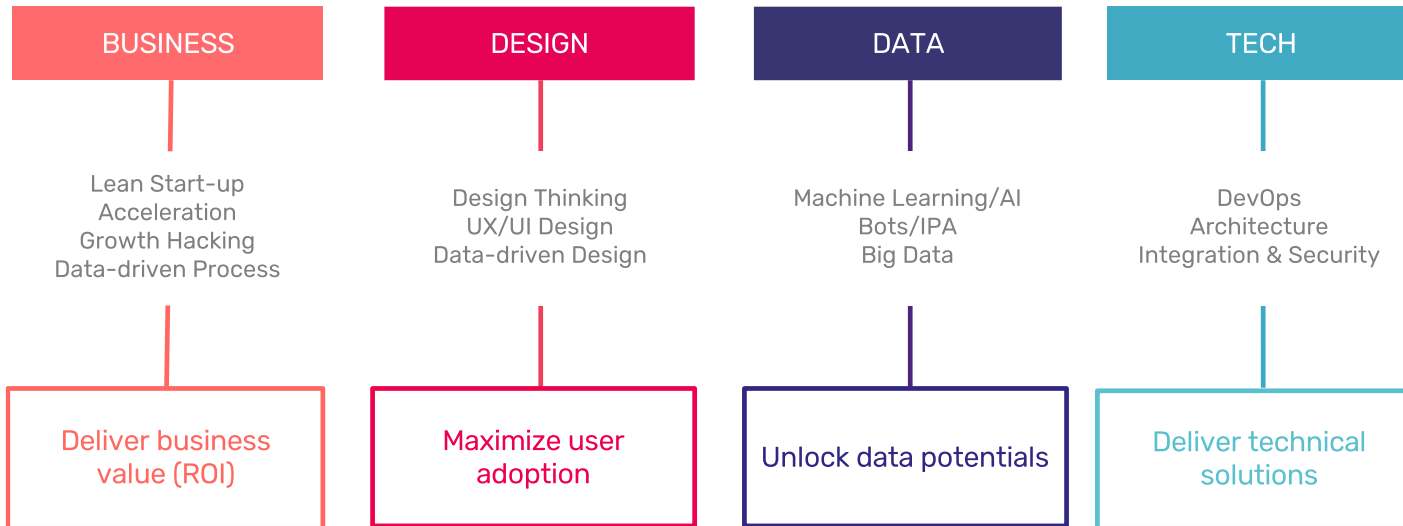 BUSINESS
Lean Start-up
Acceleration
Growth Hacking
Data-driven Process
Deliver business
value (ROI)
DESIGN
Design Thinking
UX/UI Design
Data-driven Design
Maximize user
adoption
DATA
Machine Learning/AI
Bots/IPA
Big Data
Unlock data potentials
TECH
DevOps
Architecture
Integration & Security
Deliver technical
solutions